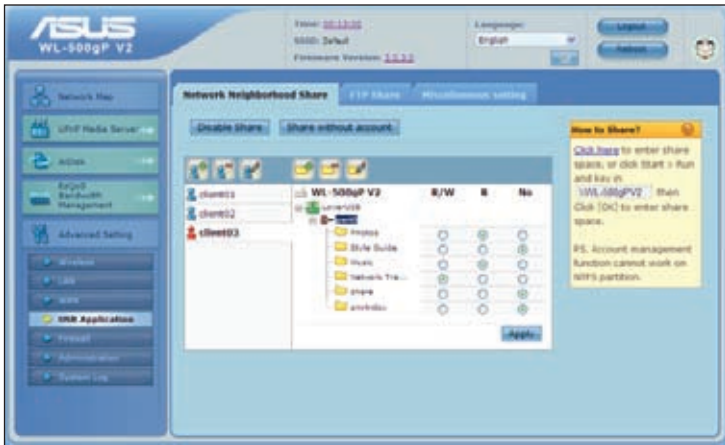 ASUS
WL-500gP V2
Time: 00:13:00
SSID: Default
Firmware Version: 3.0.3.0
Language:
English
Logout
Reboot
Network Map
UPnP Media Server
AiDisk
EzQoS
Bandwidth
Management
Advanced Setting
Wireless
LAN
WAN
USB Application
Firewall
Administration
System Log
Network Neighborhood Share
FTP Share
Miscellaneous setting
Disable Share
Share without account
client01
client02
client03
WL-500gP V2
R/W
R
No
Photos
Style Guide
Music
Network Tra...
share
Apply
How to Share?
Click here to enter share
space, or click Start > Run
and key in
\\WL-500gPV2 then
Click [OK] to enter share
space.
PS. Account management
function cannot work on
NTFS partition.